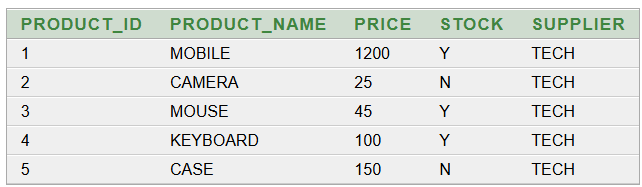 PRODUCT_ID PRODUCT_NAME PRICE STOCK SUPPLIER
1 MOBILE 1200 Y TECH
2 CAMERA 25 N TECH
3 MOUSE 45 Y TECH
4 KEYBOARD 100 Y TECH
5 CASE 150 N TECH